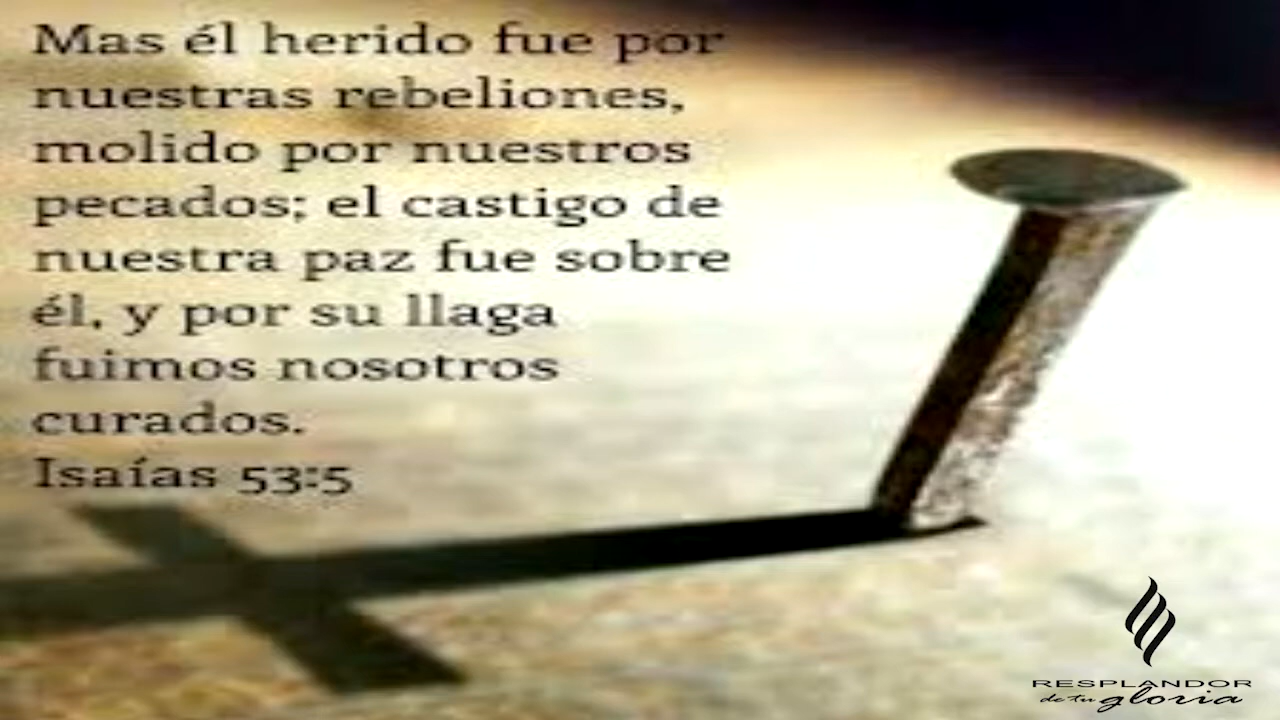 Mas él herido fue por
nuestras rebeliones,
molido por nuestros
pecados; el castigo de
nuestra paz fue sobre
él, y por su llaga
fuimos nosotros
curados.
Isaías 53:5
RESPLANDOR
de tu gloria